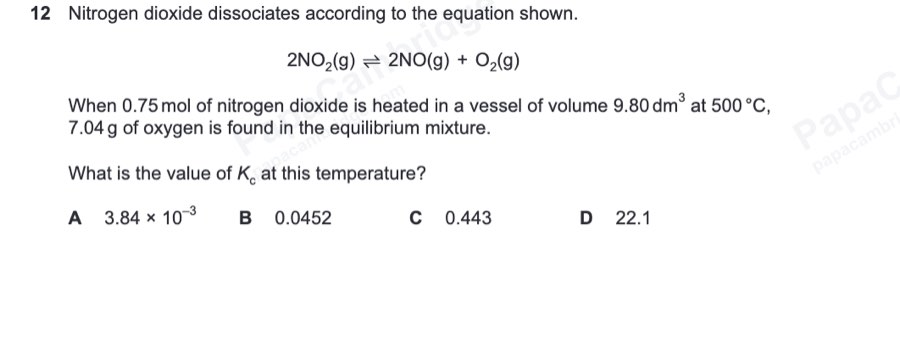 12 Nitrogen dioxide dissociates according to the equation shown.
2NO₂(g) ⇌ 2NO(g) + O₂(g)
When 0.75 mol of nitrogen dioxide is heated in a vessel of volume 9.80 dm³ at 500 °C,
7.04 g of oxygen is found in the equilibrium mixture.
What is the value of K꜀ at this temperature?
A 3.84 × 10⁻³ B 0.0452 C 0.443 D 22.1